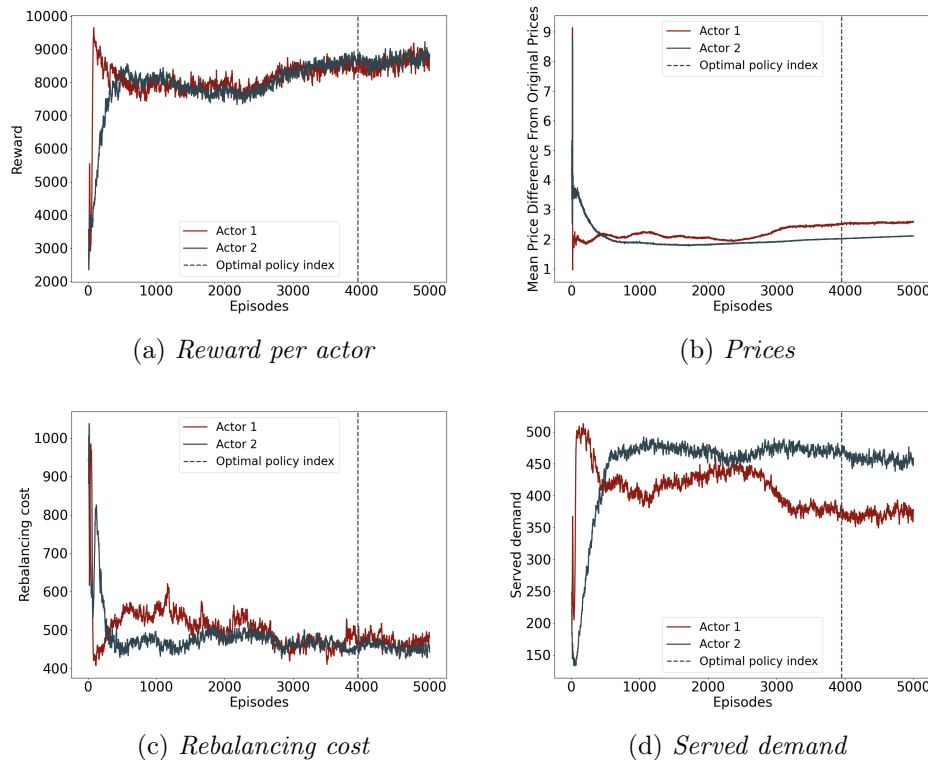 10000
9000
8000
7000
6000
5000
4000
3000
2000
Reward
0 1000 2000 3000 4000 5000
Episodes
Actor 1
Actor 2
Optimal policy index
(a) Reward per actor
9
8
7
6
5
4
3
2
1
Mean Price Difference From Original Prices
0 1000 2000 3000 4000 5000
Episodes
Actor 1
Actor 2
Optimal policy index
(b) Prices
1000
900
800
700
600
500
400
Rebalancing cost
0 1000 2000 3000 4000 5000
Episodes
Actor 1
Actor 2
Optimal policy index
(c) Rebalancing cost
500
450
400
350
300
250
200
150
Served demand
0 1000 2000 3000 4000 5000
Episodes
Actor 1
Actor 2
Optimal policy index
(d) Served demand